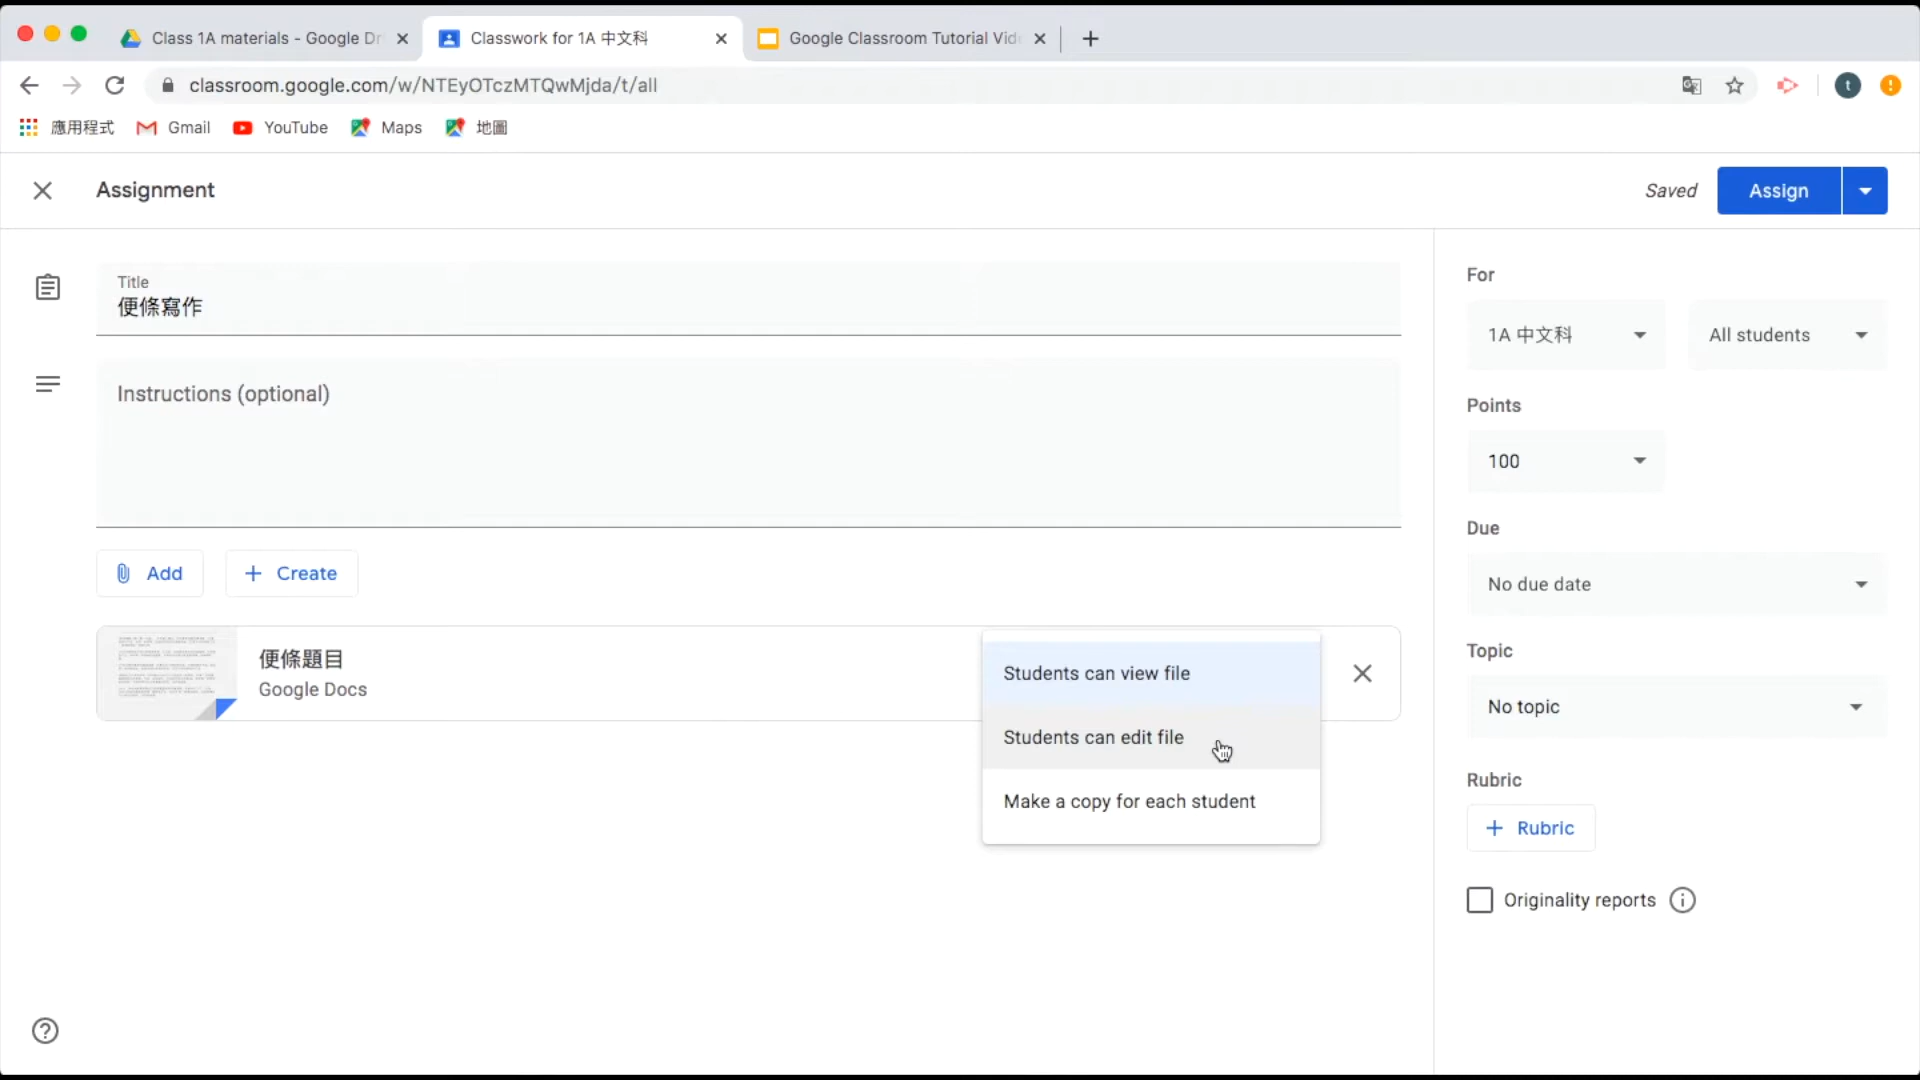 Class 1A materials - Google Dr
Classwork for 1A 中文科
Google Classroom Tutorial Vid
classroom.google.com/w/NTEyOTczMTQwMjda/t/all
t
應用程式
Gmail
YouTube
Maps
地圖
Assignment
Saved
Assign
Title
便條寫作
Instructions (optional)
Add
Create
便條題目
Google Docs
Students can view file
Students can edit file
Make a copy for each student
For
1A 中文科
All students
Points
100
Due
No due date
Topic
No topic
Rubric
Rubric
Originality reports